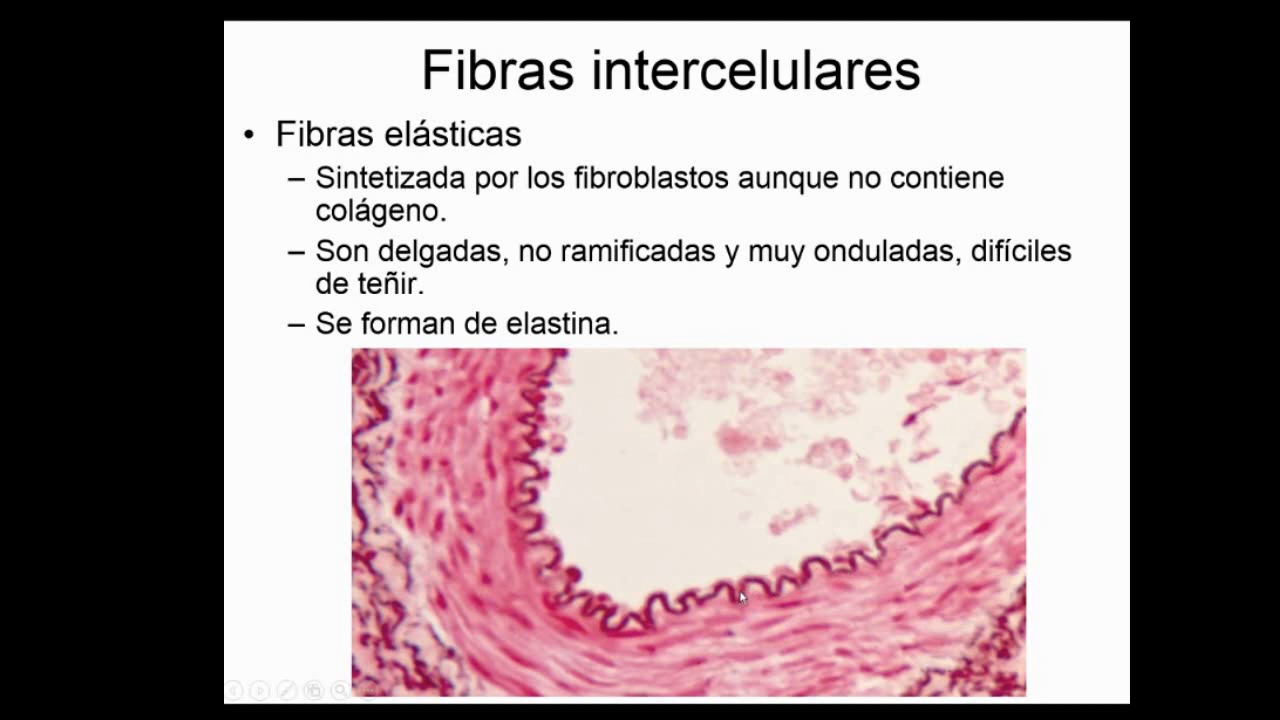 Fibras intercelulares
• Fibras elásticas
– Sintetizada por los fibroblastos aunque no contiene
colágeno.
– Son delgadas, no ramificadas y muy onduladas, difíciles
de teñir.
– Se forman de elastina.